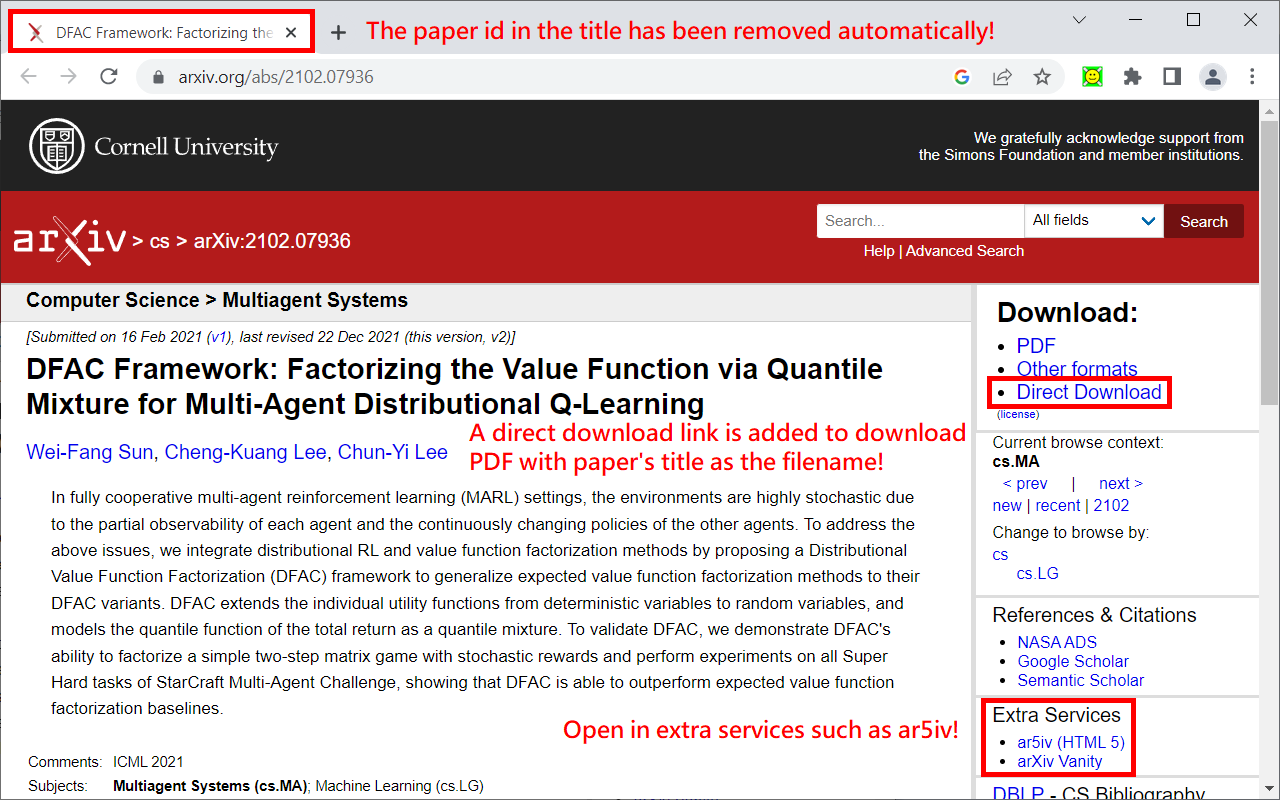 DFAC Framework: Factorizing the
The paper id in the title has been removed automatically!
arxiv.org/abs/2102.07936
Cornell University
We gratefully acknowledge support from
the Simons Foundation and member institutions.
arXiv > cs > arXiv:2102.07936
Search...
All fields
Search
Help | Advanced Search
Computer Science > Multiagent Systems
[Submitted on 16 Feb 2021 (v1), last revised 22 Dec 2021 (this version, v2)]
DFAC Framework: Factorizing the Value Function via Quantile
Mixture for Multi-Agent Distributional Q-Learning
Wei-Fang Sun, Cheng-Kuang Lee, Chun-Yi Lee
A direct download link is added to download
PDF with paper's title as the filename!
In fully cooperative multi-agent reinforcement learning (MARL) settings, the environments are highly stochastic due
to the partial observability of each agent and the continuously changing policies of the other agents. To address the
above issues, we integrate distributional RL and value function factorization methods by proposing a Distributional
Value Function Factorization (DFAC) framework to generalize expected value function factorization methods to their
DFAC variants. DFAC extends the individual utility functions from deterministic variables to random variables, and
models the quantile function of the total return as a quantile mixture. To validate DFAC, we demonstrate DFAC's
ability to factorize a simple two-step matrix game with stochastic rewards and perform experiments on all Super
Hard tasks of StarCraft Multi-Agent Challenge, showing that DFAC is able to outperform expected value function
factorization baselines.
Open in extra services such as ar5iv!
Comments: ICML 2021
Subjects: Multiagent Systems (cs.MA); Machine Learning (cs.LG)
Download:
PDF
Other formats
Direct Download
(license)
Current browse context:
cs.MA
< prev | next >
new | recent | 2102
Change to browse by:
cs
cs.LG
References & Citations
NASA ADS
Google Scholar
Semantic Scholar
Extra Services
ar5iv (HTML 5)
arXiv Vanity
DBLP - CS Bibliography